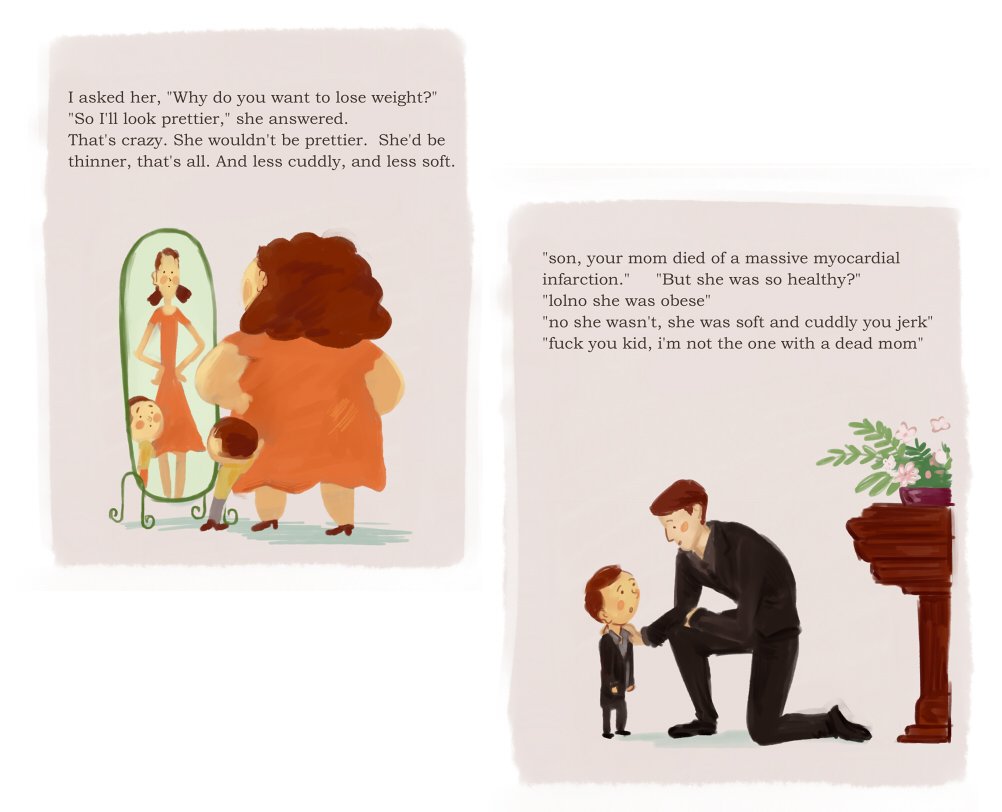 I asked her, "Why do you want to lose weight?"
"So I'll look prettier," she answered.
That's crazy. She wouldn't be prettier.  She'd be
thinner, that's all. And less cuddly, and less soft.
"son, your mom died of a massive myocardial
infarction."     "But she was so healthy?"
"lolno she was obese"
"no she wasn't, she was soft and cuddly you jerk"
"fuck you kid, i'm not the one with a dead mom"